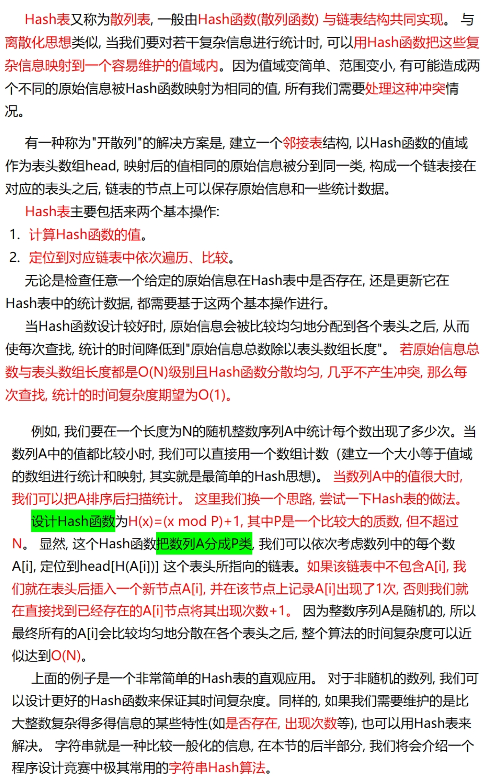 Hash表又称为散列表, 一般由Hash函数(散列函数) 与链表结构共同实现。 与
离散化思想类似, 当我们要对若干复杂信息进行统计时, 可以用Hash函数把这些复
杂信息映射到一个容易维护的值域内。因为值域变简单、范围变小, 有可能造成两
个不同的原始信息被Hash函数映射为相同的值, 所有我们需要处理这种冲突情
况。
有一种称为"开散列"的解决方案是, 建立一个邻接表结构, 以Hash函数的值域
作为表头数组head, 映射后的值相同的原始信息被分到同一类, 构成一个链表接在
对应的表头之后, 链表的节点上可以保存原始信息和一些统计数据。
Hash表主要包括来两个基本操作:
1. 计算Hash函数的值。
2. 定位到对应链表中依次遍历、比较。
无论是检查任意一个给定的原始信息在Hash表中是否存在, 还是更新它在
Hash表中的统计数据, 都需要基于这两个基本操作进行。
当Hash函数设计较好时, 原始信息会被比较均匀地分配到各个表头之后, 从而
使每次查找, 统计的时间降低到"原始信息总数除以表头数组长度"。 若原始信息总
数与表头数组长度都是O(N)级别且Hash函数分散均匀, 几乎不产生冲突, 那么每
次查找, 统计的时间复杂度期望为O(1)。
例如, 我们要在一个长度为N的随机整数序列A中统计每个数出现了多少次。当
数列A中的值都比较小时, 我们可以直接用一个数组计数（建立一个大小等于值域
的数组进行统计和映射, 其实就是最简单的Hash思想)。 当数列A中的值很大时,
我们可以把A排序后扫描统计。 这里我们换一个思路, 尝试一下Hash表的做法。
设计Hash函数为H(x)=(x mod P)+1, 其中P是一个比较大的质数, 但不超过
N。 显然, 这个Hash函数把数列A分成P类, 我们可以依次考虑数列中的每个数
A[i], 定位到head[H(A[i])] 这个表头所指向的链表。如果该链表中不包含A[i], 我
们就在表头后插入一个新节点A[i], 并在该节点上记录A[i]出现了1次, 否则我们就
在直接找到已经存在的A[i]节点将其出现次数+1。 因为整数序列A是随机的, 所以
最终所有的A[i]会比较均匀地分散在各个表头之后, 整个算法的时间复杂度可以近
似达到O(N)。
上面的例子是一个非常简单的Hash表的直观应用。 对于非随机的数列, 我们可
以设计更好的Hash函数来保证其时间复杂度。同样的, 如果我们需要维护的是比
大整数复杂得多得信息的某些特性(如是否存在, 出现次数等), 也可以用Hash表来
解决。 字符串就是一种比较一般化的信息, 在本节的后半部分, 我们将会介绍一个
程序设计竞赛中极其常用的字符串Hash算法。